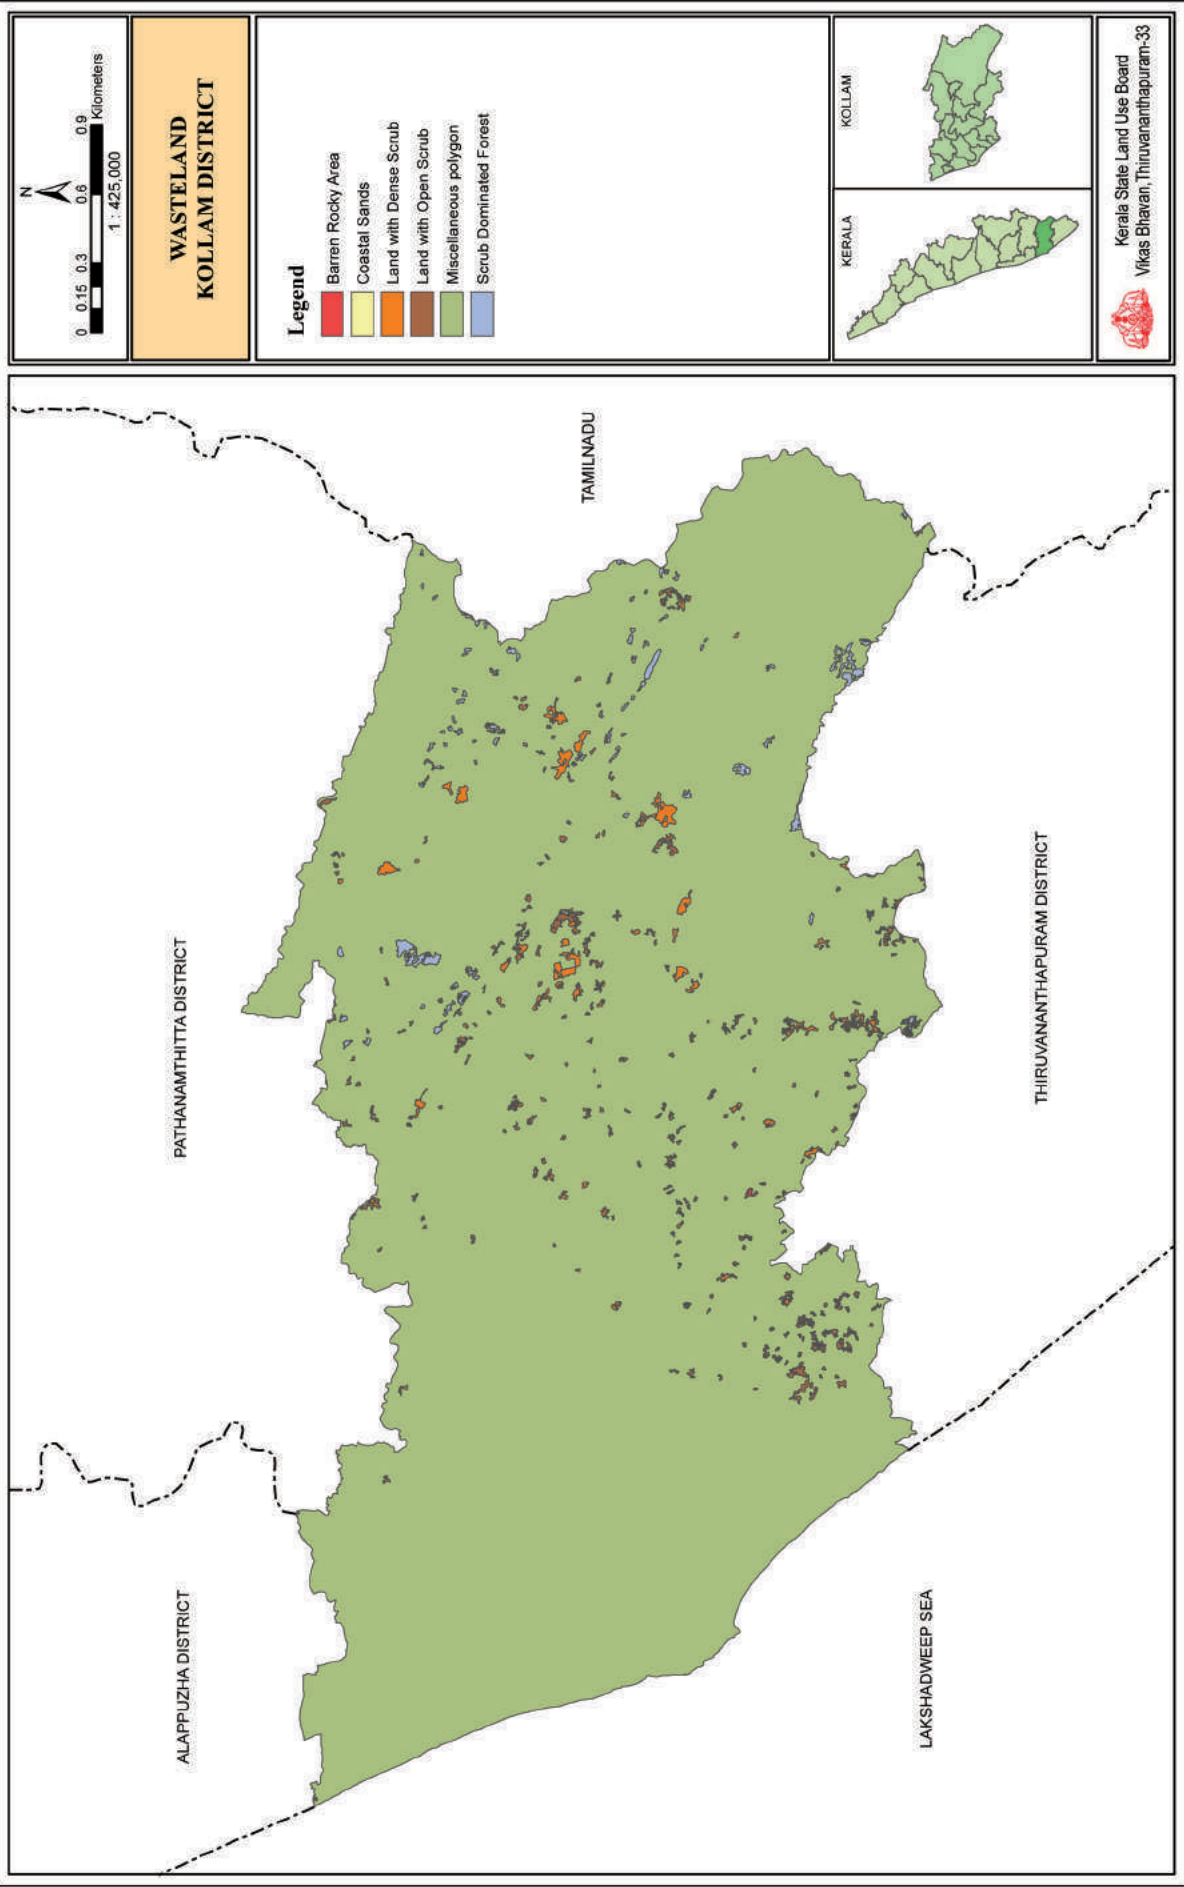 N
0 0.15 0.3 0.6 0.9
Kilometers
1 : 425,000
WASTELAND
KOLLAM DISTRICT
Legend
Barren Rocky Area
Coastal Sands
Land with Dense Scrub
Land with Open Scrub
Miscellaneous polygon
Scrub Dominated Forest
KERALA
KOLLAM
Kerala State Land Use Board
Vikas Bhavan,Thiruvananthapuram-33
ALAPPUZHA DISTRICT
PATHANAMTHITTA DISTRICT
TAMILNADU
LAKSHADWEEP SEA
THIRUVANANTHAPURAM DISTRICT